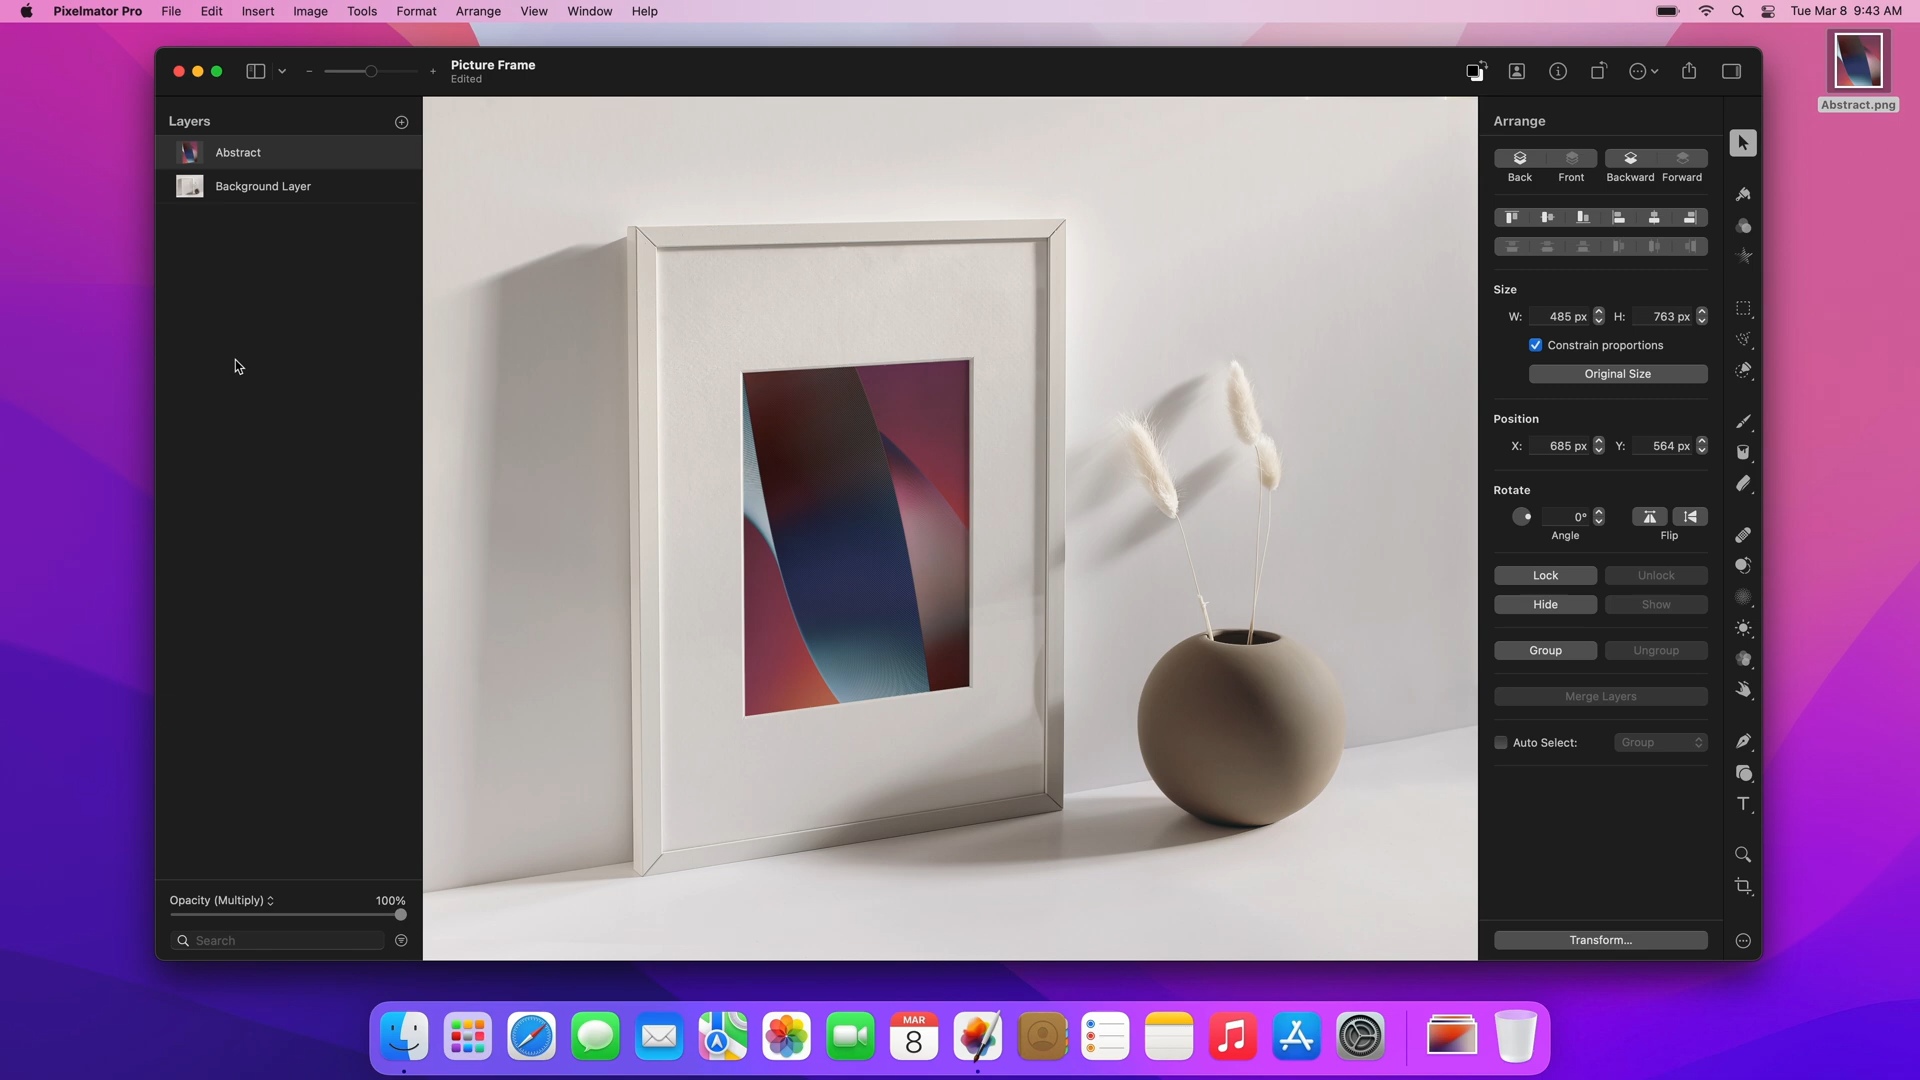 Pixelmator Pro File Edit Insert Image Tools Format Arrange View Window Help Tue Mar 8 9:43 AM
Picture Frame
Edited
Abstract.png
Layers
Abstract
Background Layer
Opacity (Multiply) 100%
Search
Arrange
Back Front Backward Forward
Size
W: 485 px H: 763 px
Constrain proportions
Original Size
Position
X: 685 px Y: 564 px
Rotate
0°
Angle Flip
Lock Unlock
Hide Show
Group Ungroup
Merge Layers
Auto Select: Group
Transform...
T
MAR
8